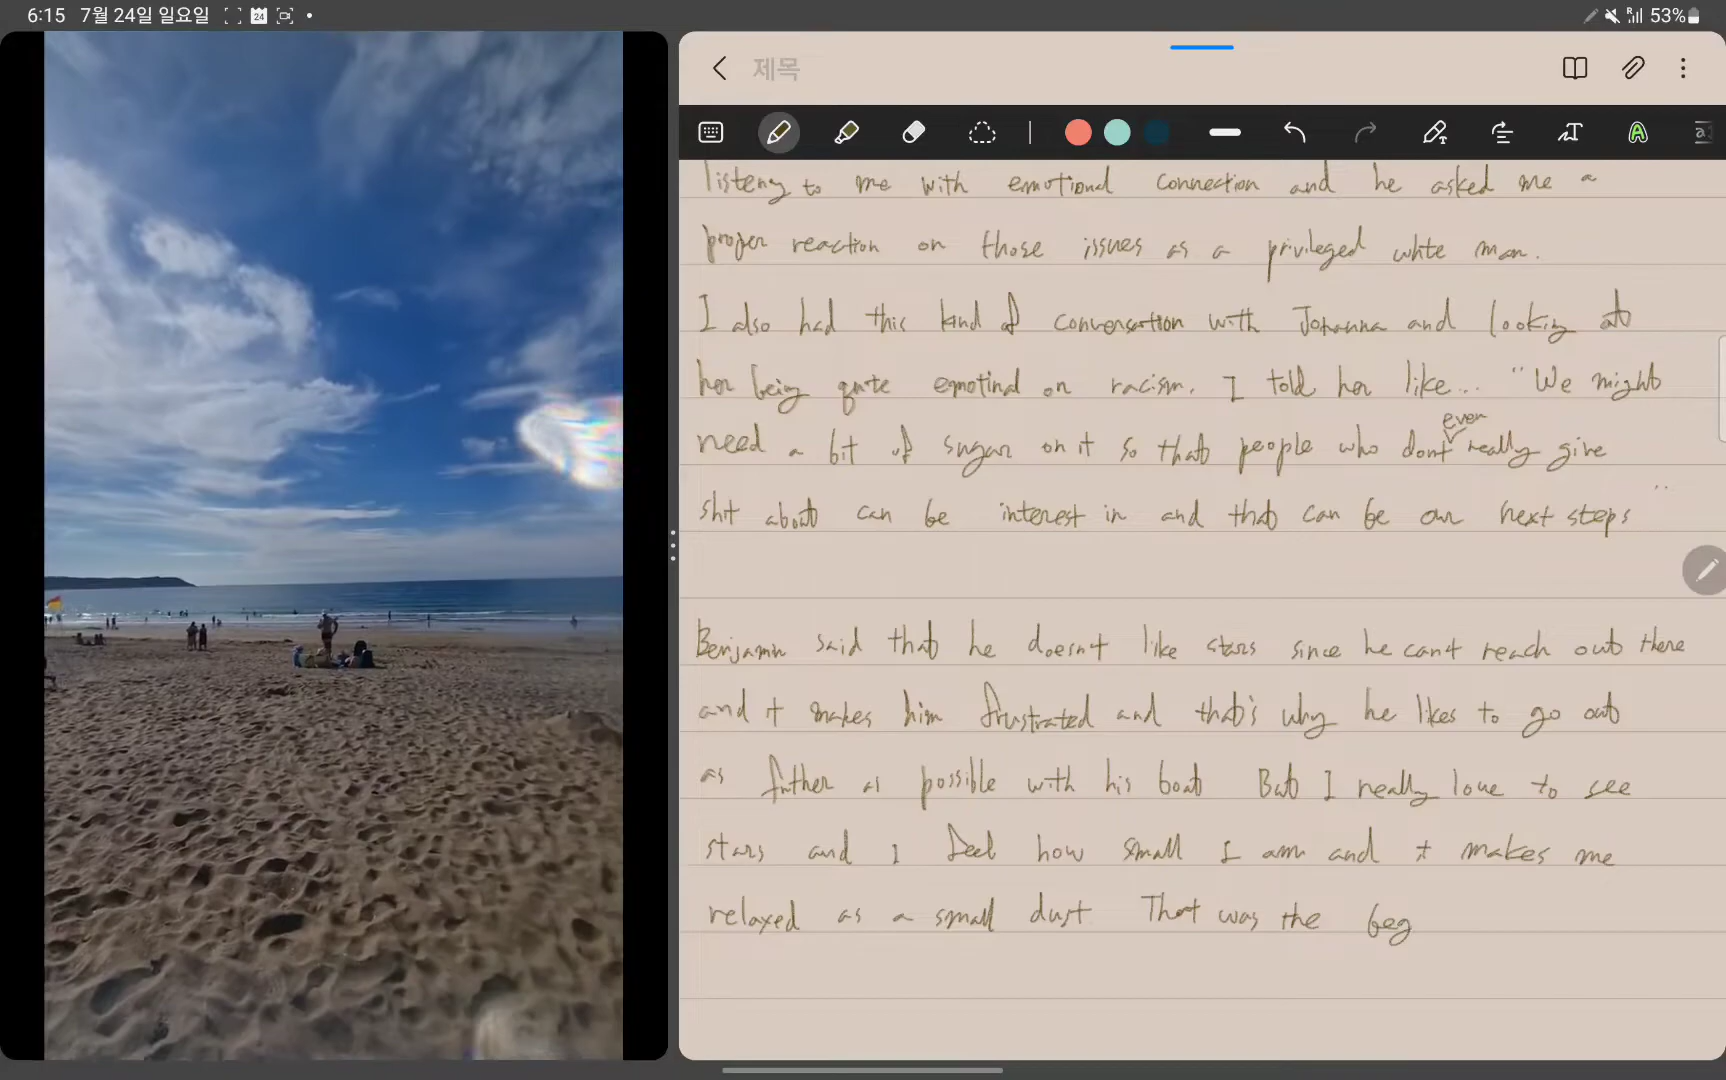 6:15 7월 24일 일요일 24 53%
제목
listeng to me with emotional connection and he asked me a
proper reaction on those issues as a privileged white man.
I also had this kind of conversation with Johanna and looking at
her being quite emotinal on racism. I told her like... "We might
even
need a bit of sugar on it so that people who don't really give
shit about can be interest in and that can be our next steps"
Benjamin said that he doesn't like stars since he can't reach out there
and it makes him frustrated and that's why he likes to go out
as further as possible with his boat But I really love to see
stars and I feel how small I am and it makes me
relaxed as a small dust That was the beg